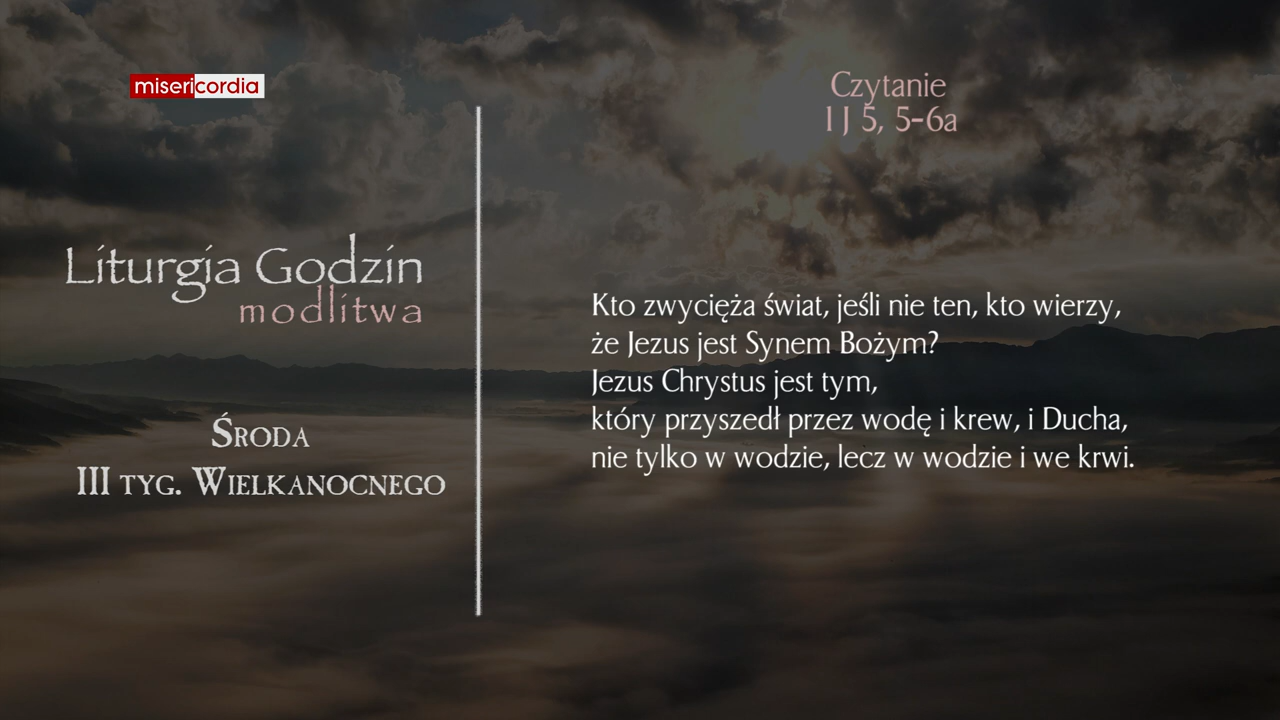 misericordia
Liturgia Godzin
modlitwa
Środa
III tyg. Wielkanocnego
Czytanie
1 J 5, 5-6a
Kto zwycięża świat, jeśli nie ten, kto wierzy,
że Jezus jest Synem Bożym?
Jezus Chrystus jest tym,
który przyszedł przez wodę i krew, i Ducha,
nie tylko w wodzie, lecz w wodzie i we krwi.